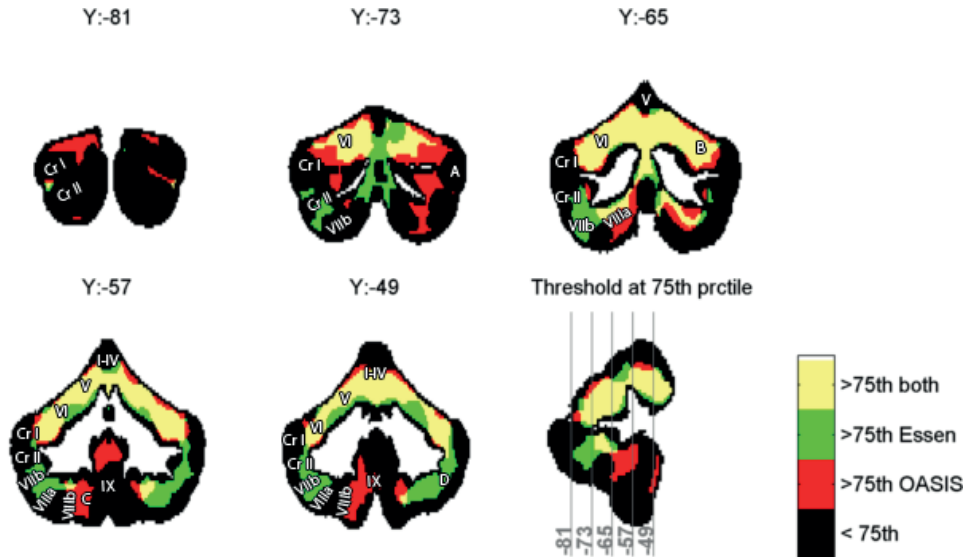 Y:-81
Y:-73
Y:-65
Cr I
Cr II
VI
Cr I
A
Cr II
VIIb
V
VI
B
Cr I
Cr II
VIIb
VIIIa
Y:-57
Y:-49
Threshold at 75th prctile
I-IV
V
VI
Cr I
Cr II
VIIb
VIIIa
VIIIb
C
IX
I-IV
V
VI
Cr I
Cr II
VIIb
VIIIa
VIIIb
IX
D
-81
-73
-65
-57
-49
>75th both
>75th Essen
>75th OASIS
< 75th